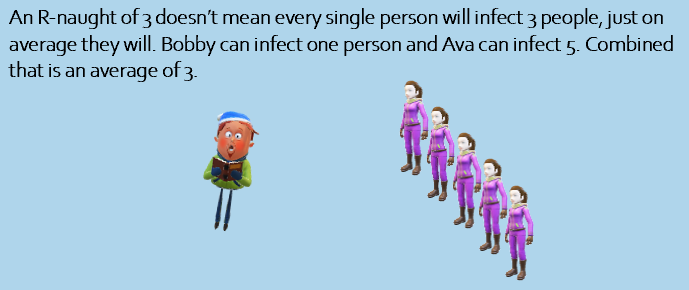 An R-naught of 3 doesn't mean every single person will infect 3 people, just on
average they will. Bobby can infect one person and Ava can infect 5. Combined
that is an average of 3.